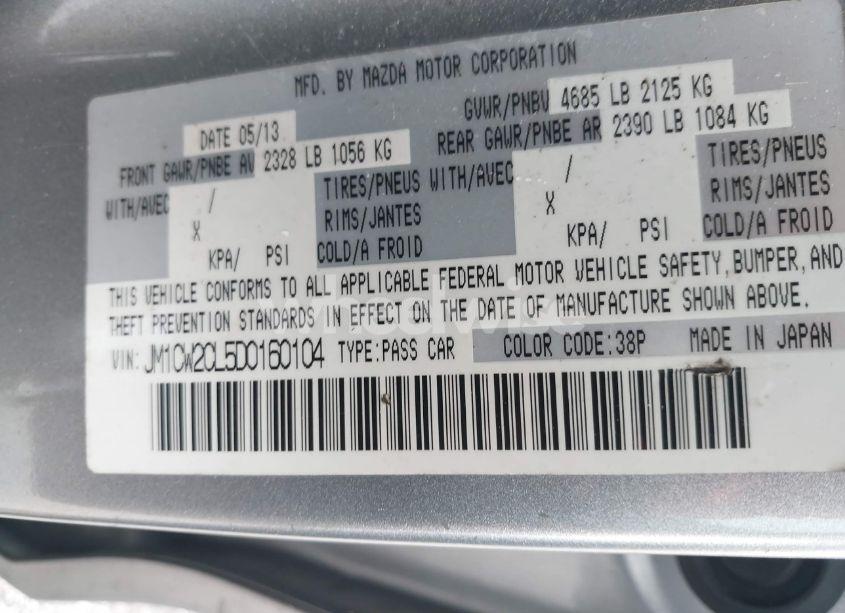 MFD. BY MAZDA MOTOR CORPORATION
DATE 05/13 GVWR/PNBV 4685 LB 2125 KG
FRONT GAWR/PNBE AV 2328 LB 1056 KG REAR GAWR/PNBE AR 2390 LB 1084 KG
WITH/AVEC / TIRES/PNEUS WITH/AVEC / TIRES/PNEUS
X RIMS/JANTES X RIMS/JANTES
KPA/ PSI COLD/A FROID KPA/ PSI COLD/A FROID
THIS VEHICLE CONFORMS TO ALL APPLICABLE FEDERAL MOTOR VEHICLE SAFETY, BUMPER, AND
THEFT PREVENTION STANDARDS IN EFFECT ON THE DATE OF MANUFACTURE SHOWN ABOVE.
VIN: JM1CW2CL5D0160104 TYPE:PASS CAR COLOR CODE:38P MADE IN JAPAN
Wheelwise